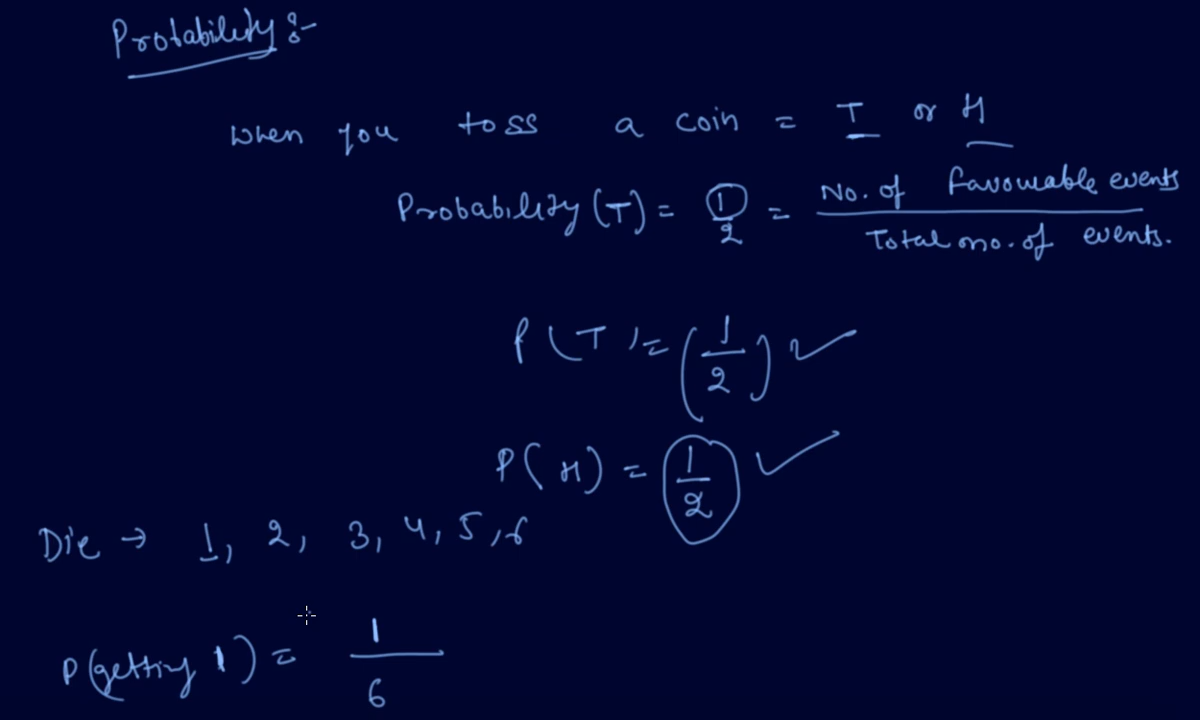 Probability :-
When you toss a coin = T or H
Probability (T) = 1/2 = No. of favourable events / Total no. of events.
P(T) = (1/2) ✓
P(H) = 1/2 ✓
Die → 1, 2, 3, 4, 5, 6
P(getting 1) = 1/6